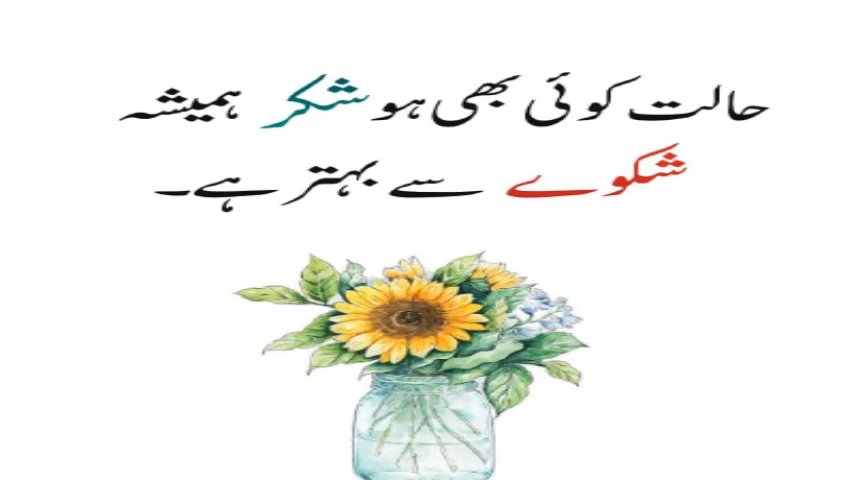 حالت کوئی بھی ہو شکر ہمیشہ
شکوے سے بہتر ہے۔